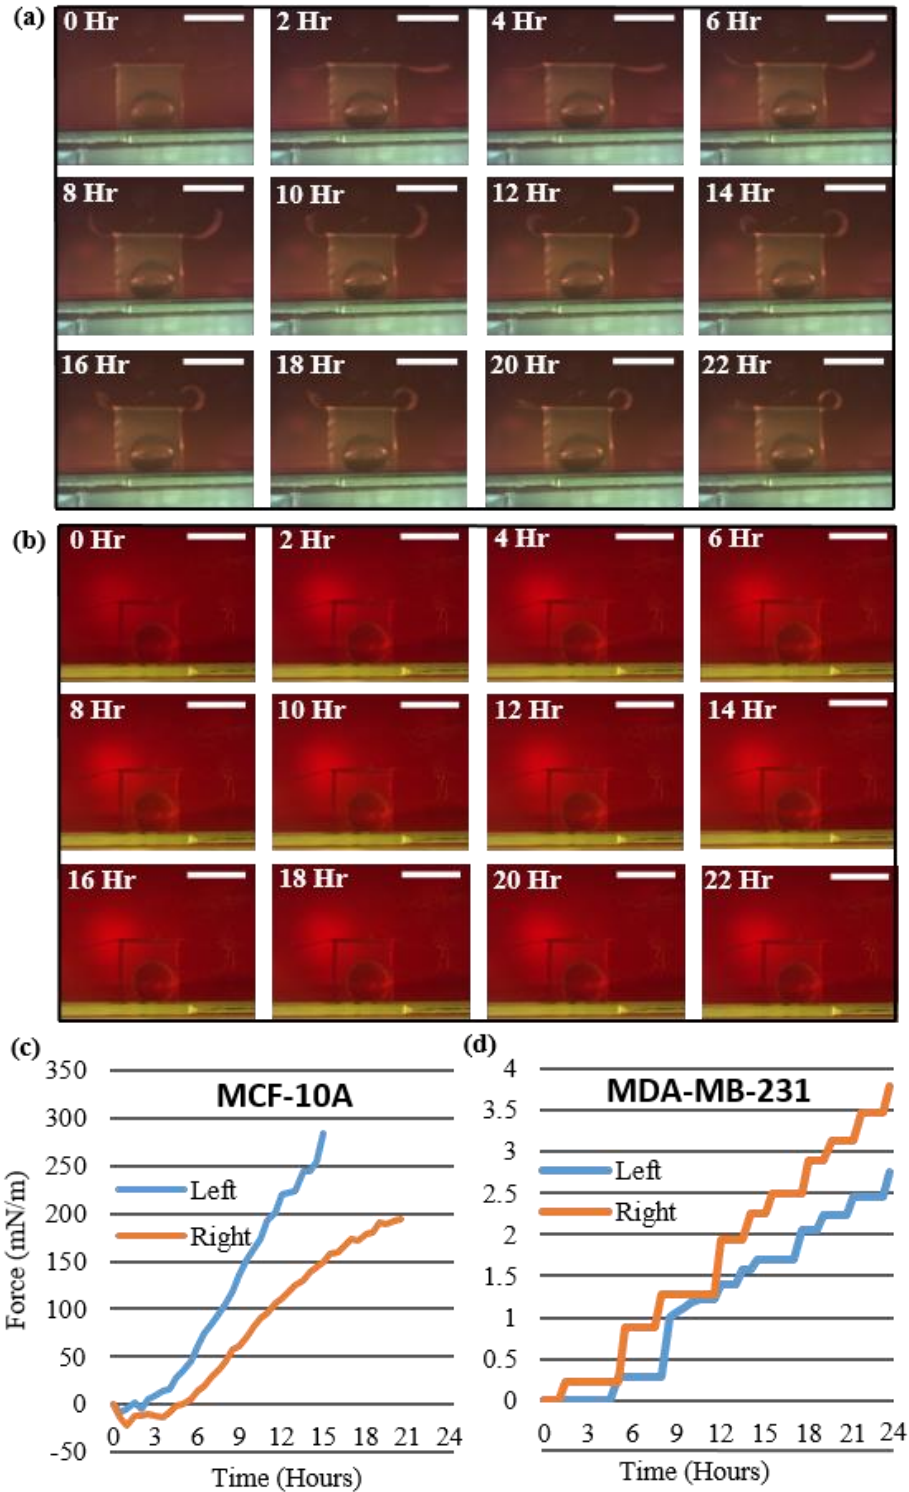 (a)
0 Hr
2 Hr
4 Hr
6 Hr
8 Hr
10 Hr
12 Hr
14 Hr
16 Hr
18 Hr
20 Hr
22 Hr
(b)
0 Hr
2 Hr
4 Hr
6 Hr
8 Hr
10 Hr
12 Hr
14 Hr
16 Hr
18 Hr
20 Hr
22 Hr
(c)
MCF-10A
350
300
250
200
150
100
50
0
-50
Left
Right
Force (mN/m)
0 3 6 9 12 15 18 21 24
Time (Hours)
(d)
MDA-MB-231
4
3.5
3
2.5
2
1.5
1
0.5
0
Left
Right
0 3 6 9 12 15 18 21 24
Time (Hours)